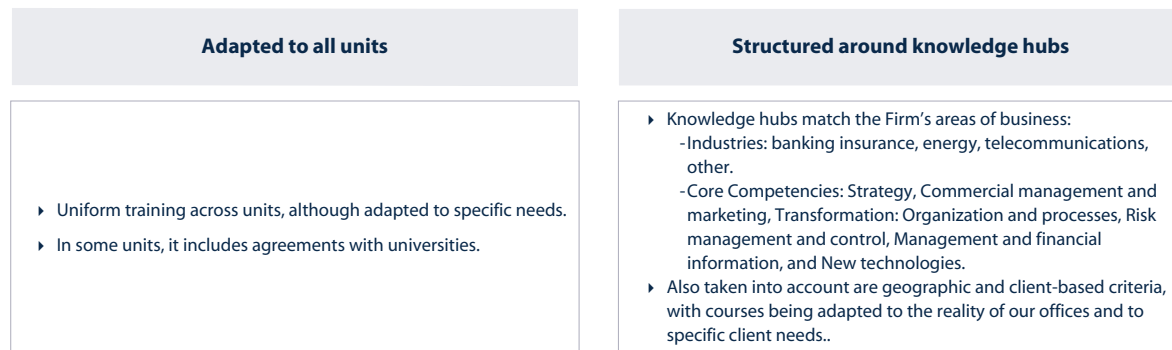 Adapted to all units
‣ Uniform training across units, although adapted to specific needs.
‣ In some units, it includes agreements with universities.
Structured around knowledge hubs
‣ Knowledge hubs match the Firm's areas of business:
-Industries: banking insurance, energy, telecommunications,
other.
-Core Competencies: Strategy, Commercial management and
marketing, Transformation: Organization and processes, Risk
management and control, Management and financial
information, and New technologies.
‣ Also taken into account are geographic and client-based criteria,
with courses being adapted to the reality of our offices and to
specific client needs..